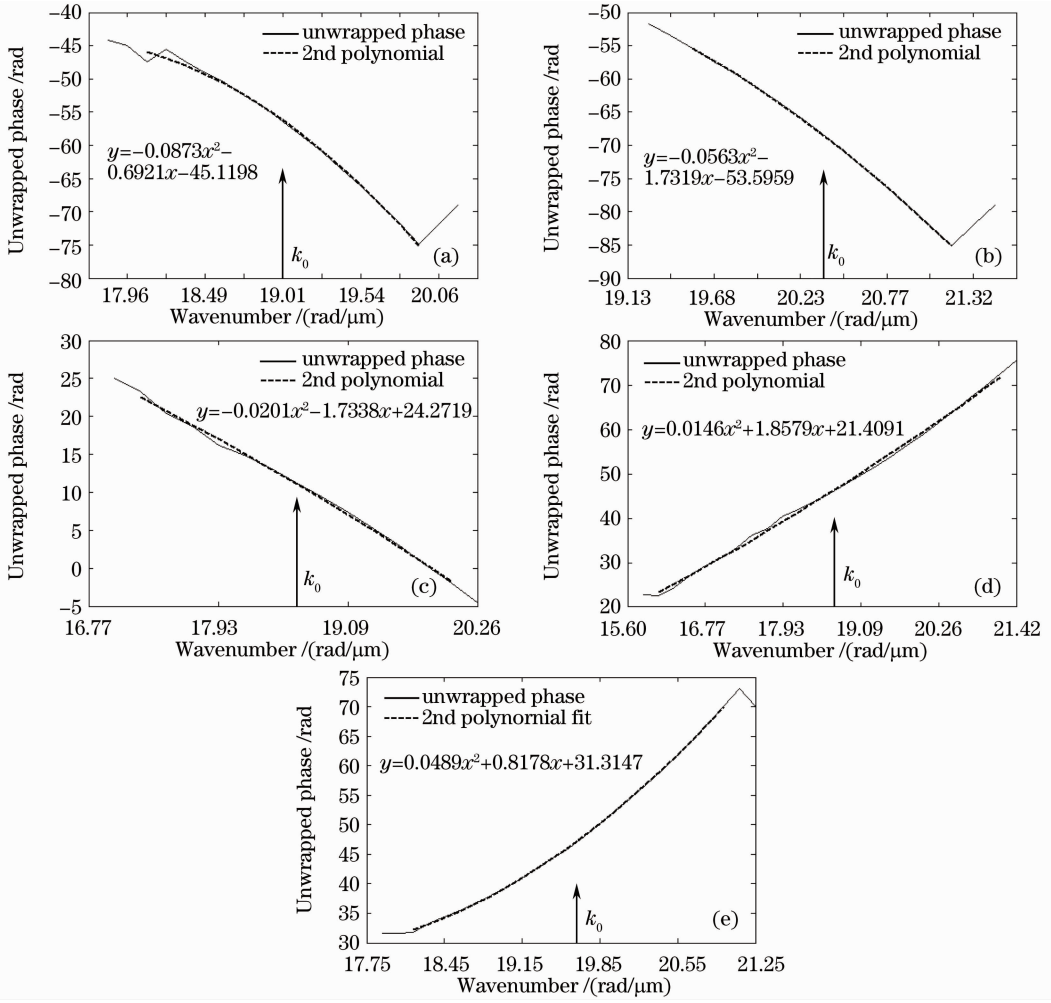 unwrapped phase
2nd polynomial
y=−0.0873x²−
0.6921x−45.1198
k₀
(a)
−40
−45
−50
−55
−60
−65
−70
−75
−80
17.96 18.49 19.01 19.54 20.06
Unwrapped phase /rad
Wavenumber /(rad/μm)
unwrapped phase
2nd polynomial
y=−0.0563x²−
1.7319x−53.5959
k₀
(b)
−50
−55
−60
−65
−70
−75
−80
−85
−90
19.13 19.68 20.23 20.77 21.32
Unwrapped phase /rad
Wavenumber /(rad/μm)
unwrapped phase
2nd polynomial
y=−0.0201x²−1.7338x+24.2719
k₀
(c)
30
25
20
15
10
5
0
−5
16.77 17.93 19.09 20.26
Unwrapped phase /rad
Wavenumber /(rad/μm)
unwrapped phase
2nd polynomial
y=0.0146x²+1.8579x+21.4091
k₀
(d)
80
70
60
50
40
30
20
15.60 16.77 17.93 19.09 20.26 21.42
Unwrapped phase /rad
Wavenumber /(rad/μm)
unwrapped phase
2nd polynornial fit
y=0.0489x²+0.8178x+31.3147
k₀
(e)
75
70
65
60
55
50
45
40
35
30
17.75 18.45 19.15 19.85 20.55 21.25
Unwrapped phase /rad
Wavenumber /(rad/μm)